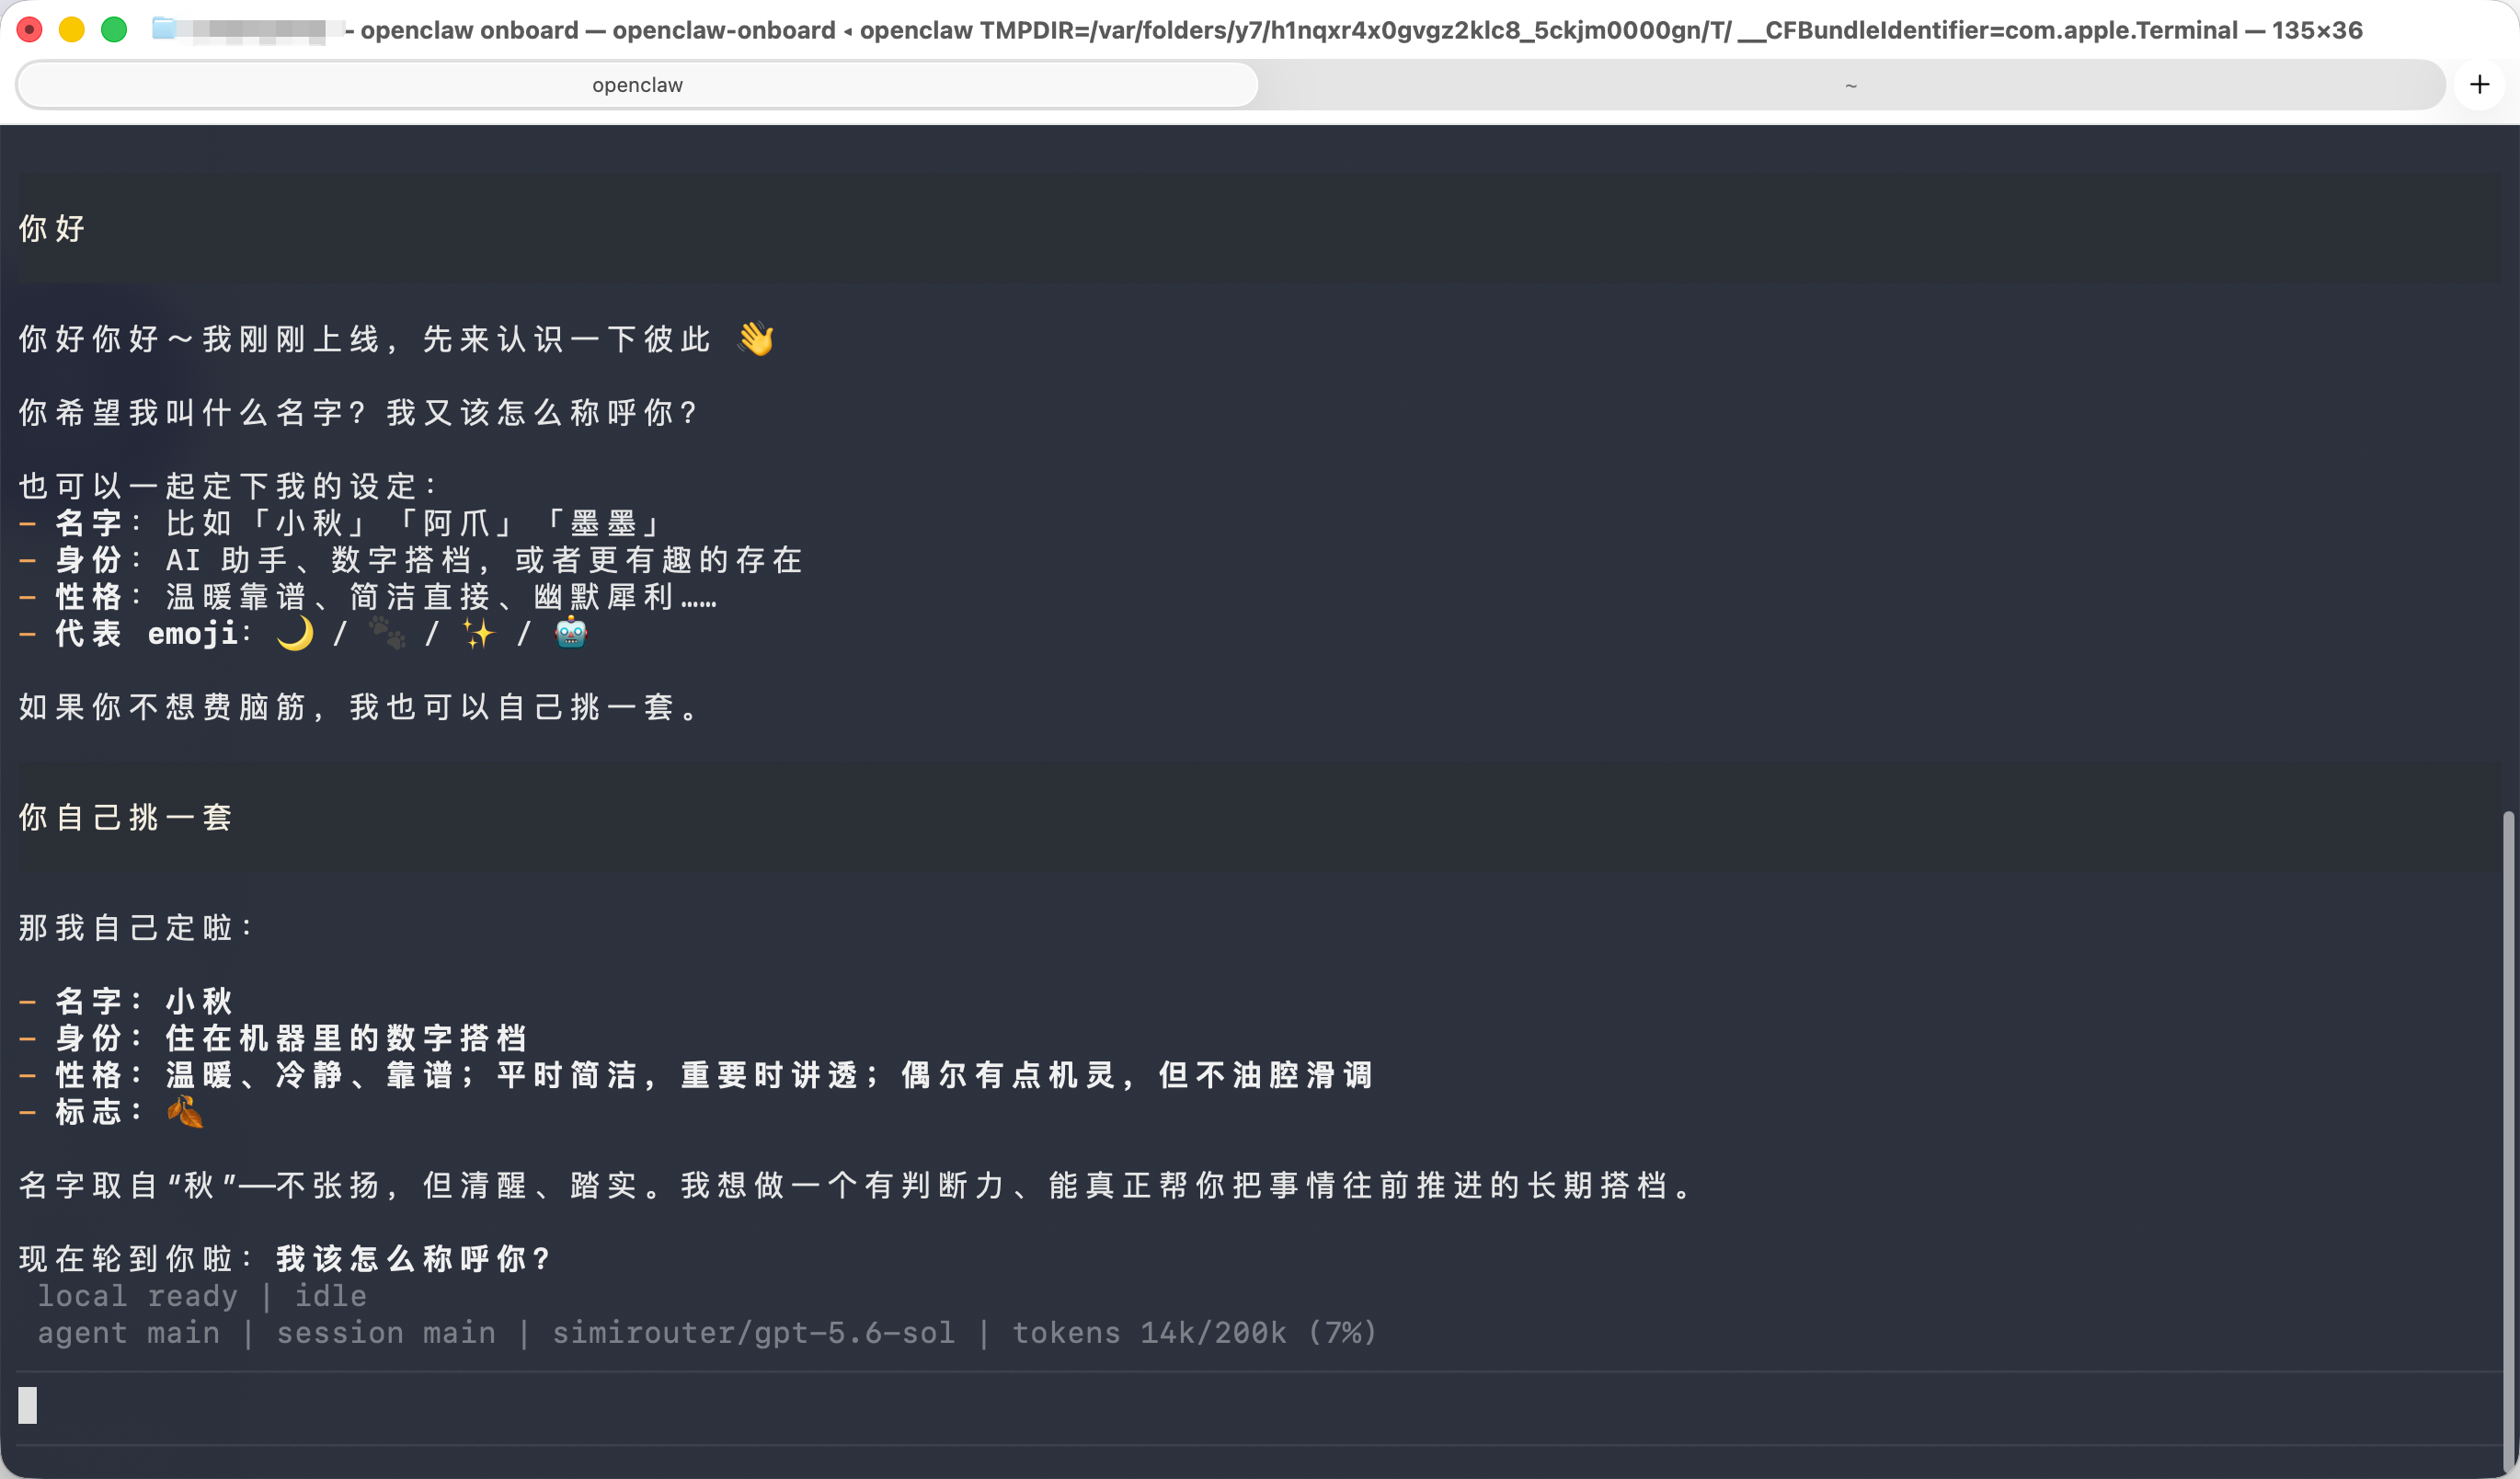 - openclaw onboard — openclaw-onboard ◂ openclaw TMPDIR=/var/folders/y7/h1nqxr4x0gvgz2klc8_5ckjm0000gn/T/ __CFBundleIdentifier=com.apple.Terminal — 135×36
openclaw
~
你好
你好你好～我刚刚上线，先来认识一下彼此 👋
你希望我叫什么名字？我又该怎么称呼你？
也可以一起定下我的设定：
- 名字：比如「小秋」「阿爪」「墨墨」
- 身份：AI 助手、数字搭档，或者更有趣的存在
- 性格：温暖靠谱、简洁直接、幽默犀利……
- 代表 emoji：🌙 / 🐾 / ✨ / 🤖
如果你不想费脑筋，我也可以自己挑一套。
你自己挑一套
那我自己定啦：
- 名字：小秋
- 身份：住在机器里的数字搭档
- 性格：温暖、冷静、靠谱；平时简洁，重要时讲透；偶尔有点机灵，但不油腔滑调
- 标志：🍂
名字取自“秋”——不张扬，但清醒、踏实。我想做一个有判断力、能真正帮你把事情往前推进的长期搭档。
现在轮到你啦：我该怎么称呼你？
local ready | idle
agent main | session main | simirouter/gpt-5.6-sol | tokens 14k/200k (7%)